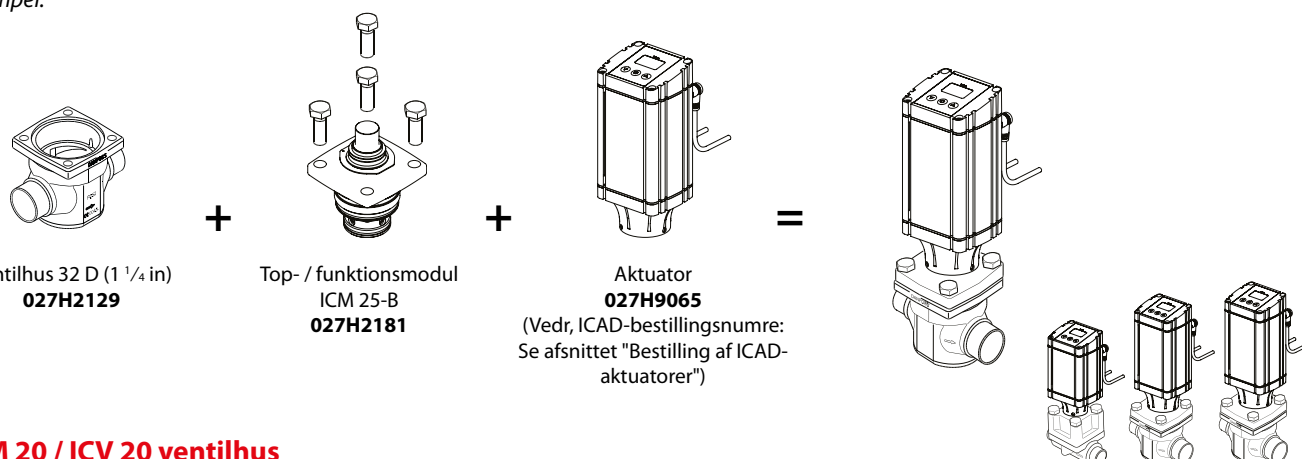 mpel:
+
+
=
ntilhus 32 D (1 1/4 in)
027H2129
Top- / funktionsmodul
ICM 25-B
027H2181
Aktuator
027H9065
(Vedr, ICAD-bestillingsnumre:
Se afsnittet "Bestilling af ICAD-
aktuatorer")
M 20 / ICV 20 ventilhus